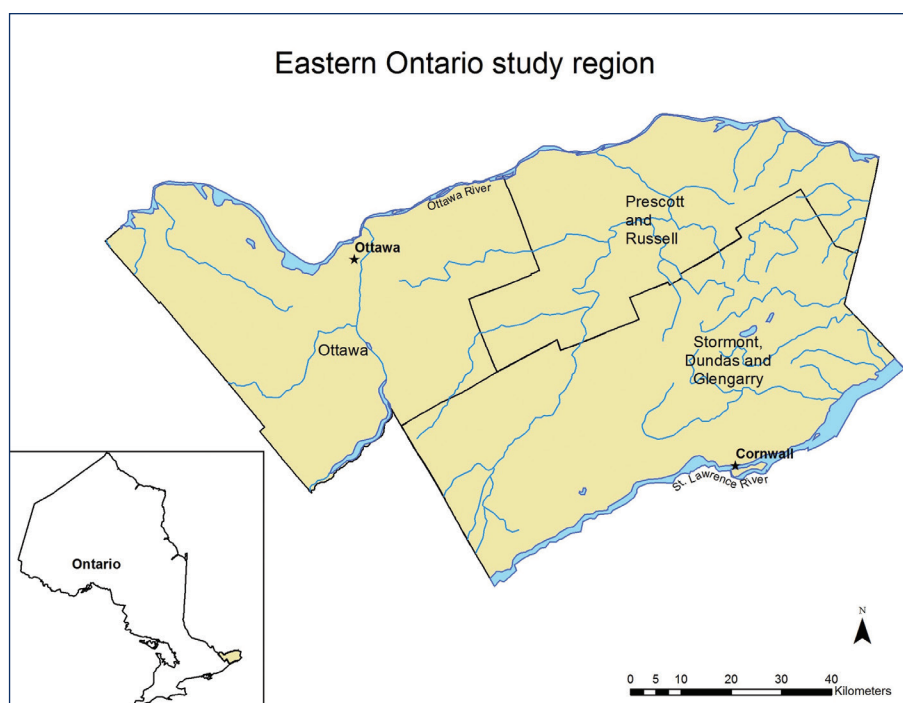 Eastern Ontario study region
Ottawa River
Prescott
and
Russell
Ottawa
Ottawa
Stormont,
Dundas and
Glengarry
Cornwall
St. Lawrence River
Ontario
N
0 5 10 20 30 40
Kilometers